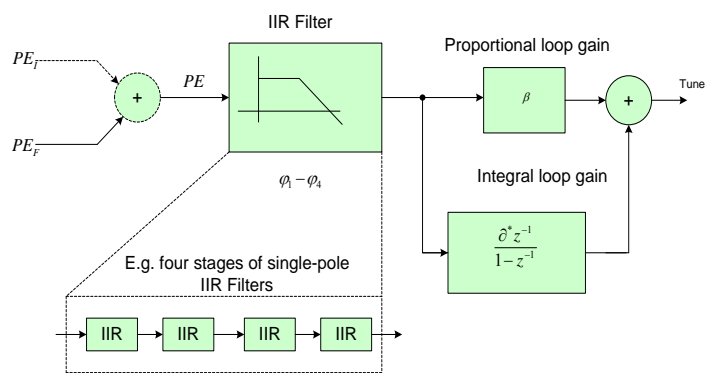 IIR Filter
Proportional loop gain
PE_I
PE
PE_F
+
β
+
Tune
φ₁ − φ₄
Integral loop gain
∂* z⁻¹
1 − z⁻¹
E.g. four stages of single-pole
IIR Filters
IIR
IIR
IIR
IIR